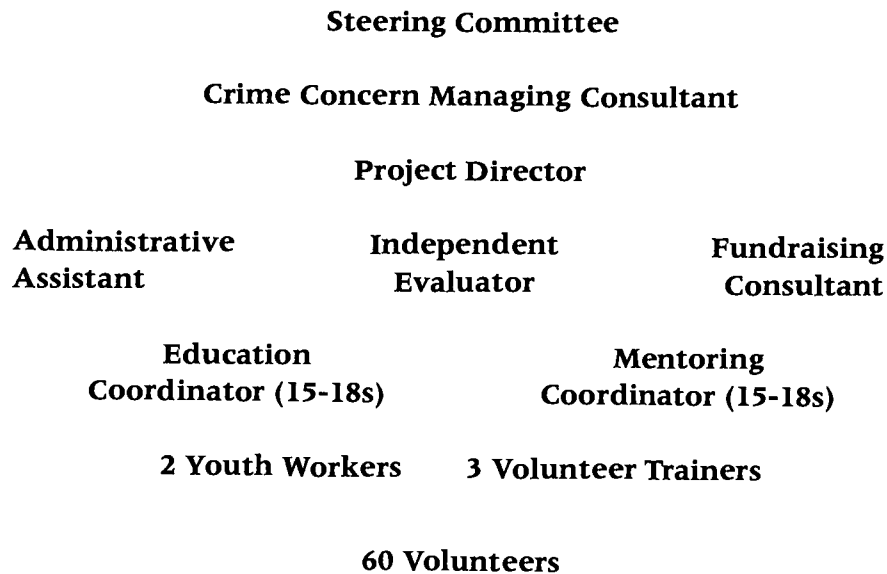 Steering Committee
Crime Concern Managing Consultant
Project Director
Administrative Assistant
Independent Evaluator
Fundraising Consultant
Education Coordinator (15-18s)
Mentoring Coordinator (15-18s)
2 Youth Workers
3 Volunteer Trainers
60 Volunteers